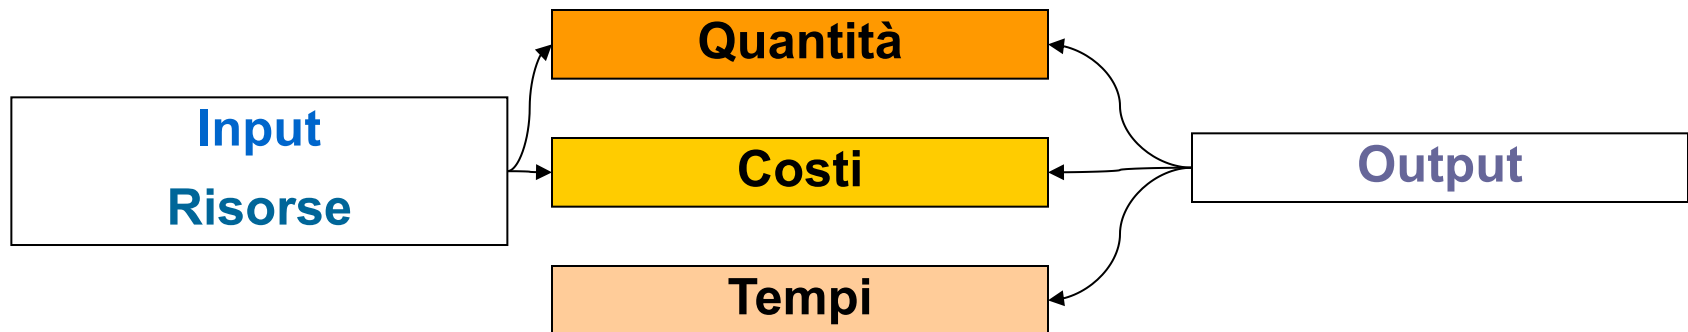 Quantità
Input
Risorse
Costi
Output
Tempi